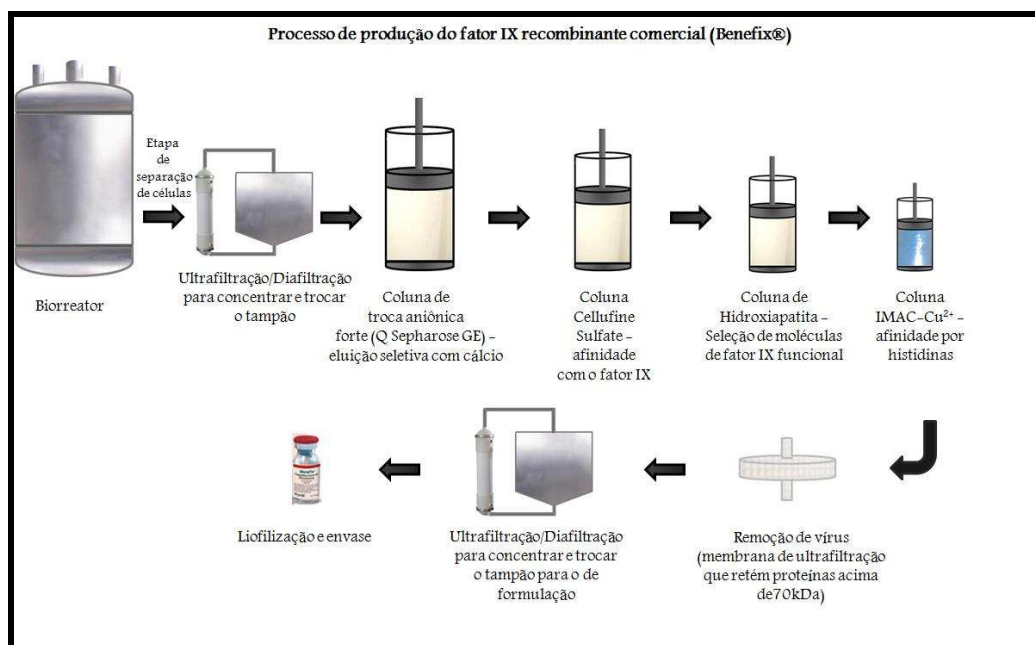 Processo de produção do fator IX recombinante comercial (Benefix®)
Etapa
de
separação
de células
Biorreator
Ultrafiltração/Diafiltração
para concentrar e trocar
o tampão
Coluna de
troca aniônica
forte (Q Sepharose GE) –
eluição seletiva com cálcio
Coluna
Cellufine
Sulfate –
afinidade
com o fator IX
Coluna de
Hidroxiapatita –
Seleção de moléculas
de fator IX funcional
Coluna
IMAC-Cu²⁺ –
afinidade por
histidinas
Liofilização e envase
Ultrafiltração/Diafiltração
para concentrar e trocar
o tampão para o de
formulação
Remoção de vírus
(membrana de ultrafiltração
que retém proteínas acima
de70kDa)